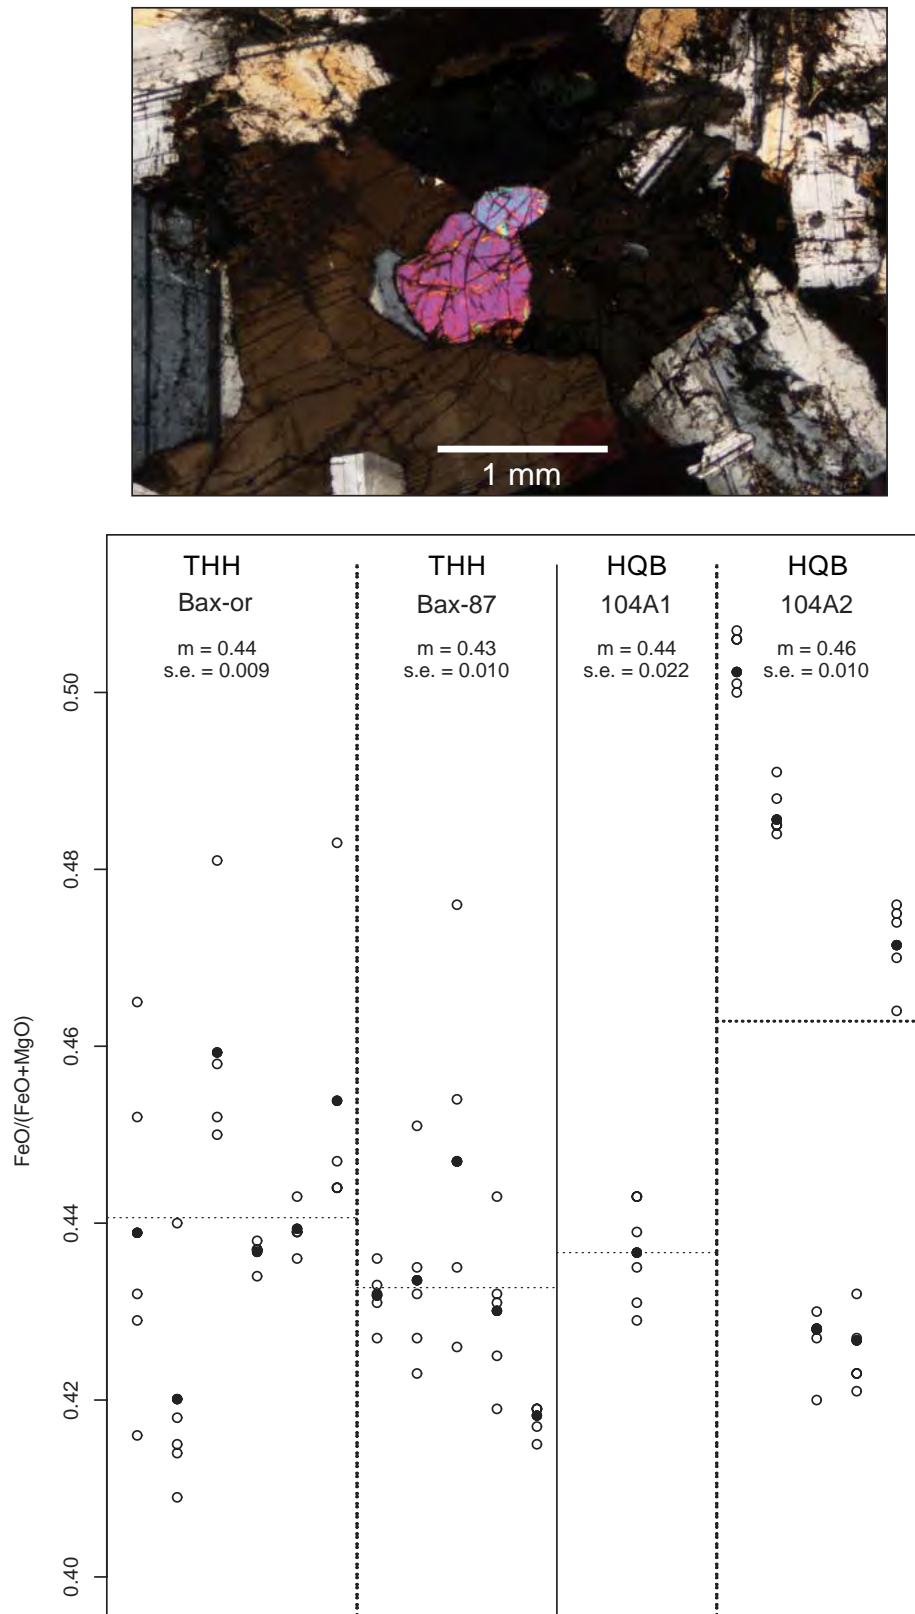 1 mm
THH
Bax-or
m = 0.44
s.e. = 0.009
THH
Bax-87
m = 0.43
s.e. = 0.010
HQB
104A1
m = 0.44
s.e. = 0.022
HQB
104A2
m = 0.46
s.e. = 0.010
0.50
0.48
0.46
0.44
0.42
0.40
FeO/(FeO+MgO)